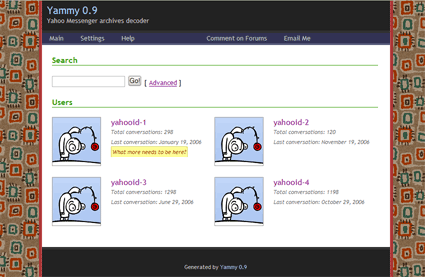 Yammy 0.9
Yahoo Messenger archives decoder
Main Settings Help Comment on Forums Email Me
Search
Go! [ Advanced ]
Users
yahooid-1
Total conversations: 298
Last conversation: January 19, 2006
What more needs to be here?
yahooid-2
Total conversations: 120
Last conversation: November 19, 2006
yahooid-3
Total conversations: 1298
Last conversation: June 29, 2006
yahooid-4
Total conversations: 1198
Last conversation: October 29, 2006
Generated by Yammy 0.9